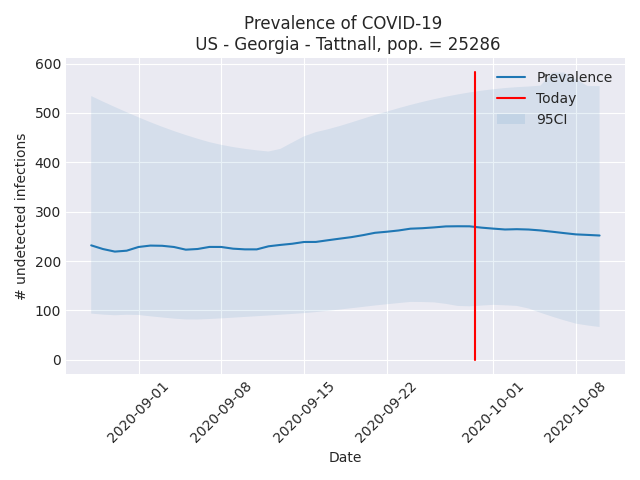 Prevalence of COVID-19
US - Georgia - Tattnall, pop. = 25286
600
500
400
300
200
100
0
# undetected infections
Prevalence
Today
95CI
2020-09-01
2020-09-08
2020-09-15
2020-09-22
2020-10-01
2020-10-08
Date